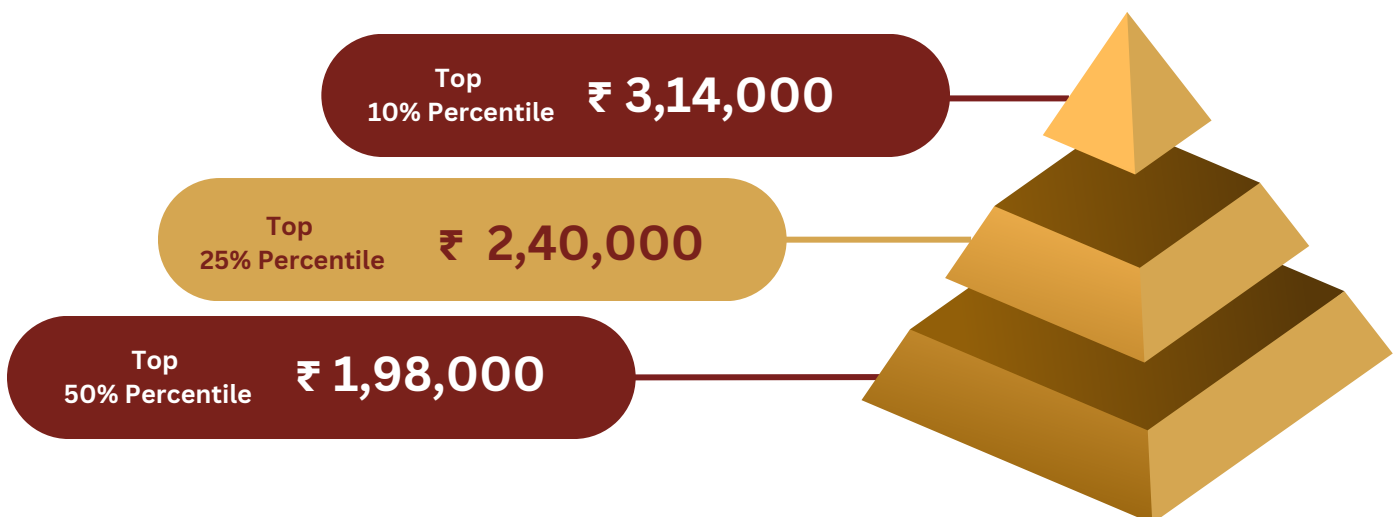 Top
10% Percentile
₹ 3,14,000
Top
25% Percentile
₹ 2,40,000
Top
50% Percentile
₹ 1,98,000